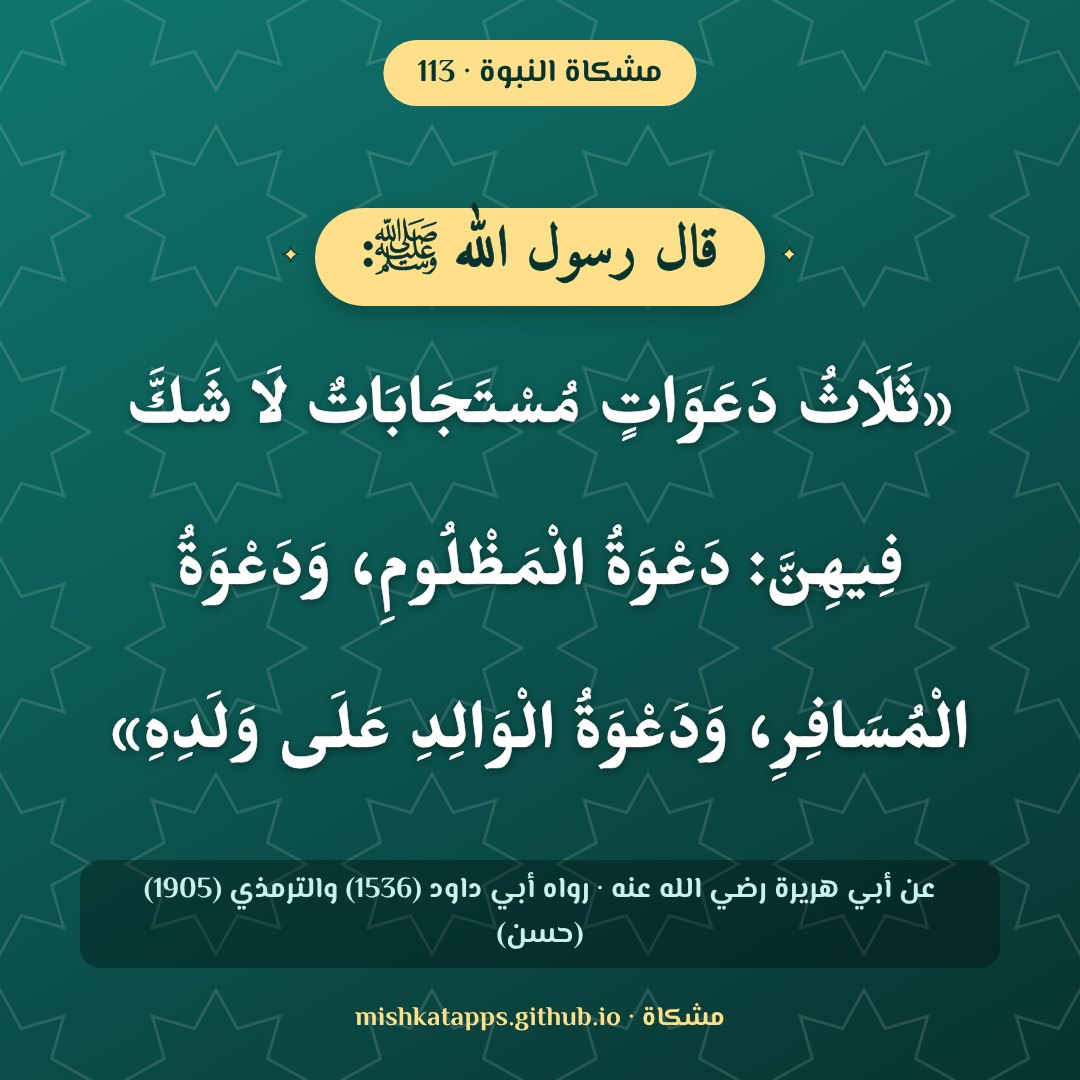 مشكاة النبوة · 113
قال رسول الله ﷺ:
«ثَلَاثُ دَعَوَاتٍ مُسْتَجَابَاتٌ لَا شَكَّ
فِيهِنَّ: دَعْوَةُ الْمَظْلُومِ، وَدَعْوَةُ
الْمُسَافِرِ، وَدَعْوَةُ الْوَالِدِ عَلَى وَلَدِهِ»
عن أبي هريرة رضي الله عنه · رواه أبي داود (1536) والترمذي (1905)
(حسن)
مشكاة · mishkatapps.github.io